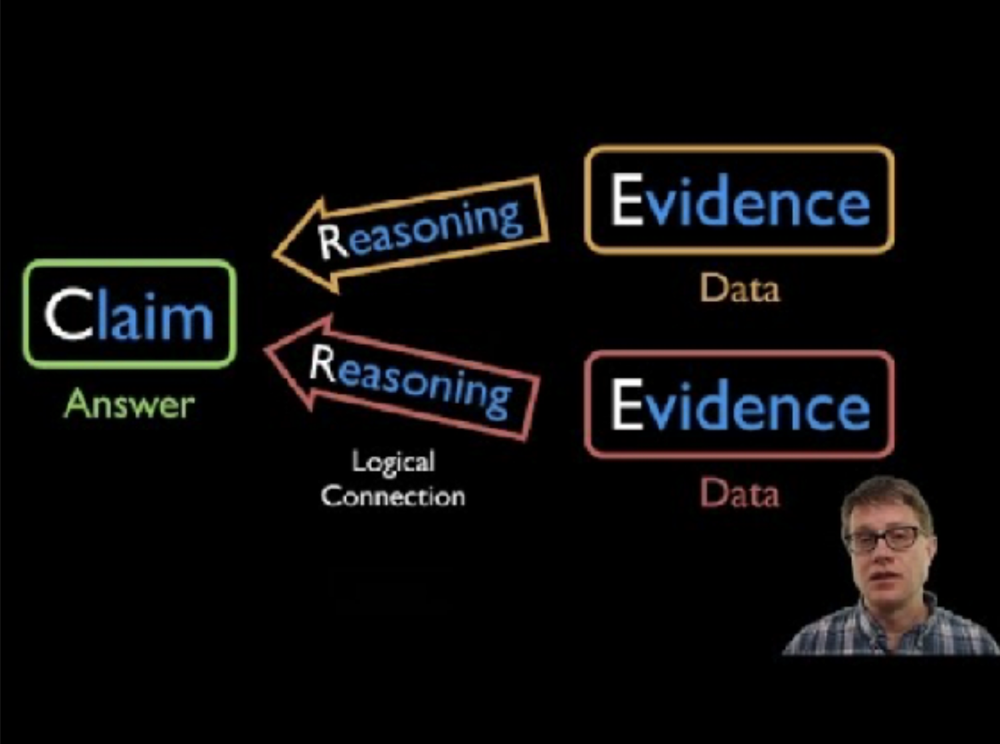 Evidence
Reasoning
Data
Claim
Answer
Reasoning
Evidence
Logical
Connection
Data